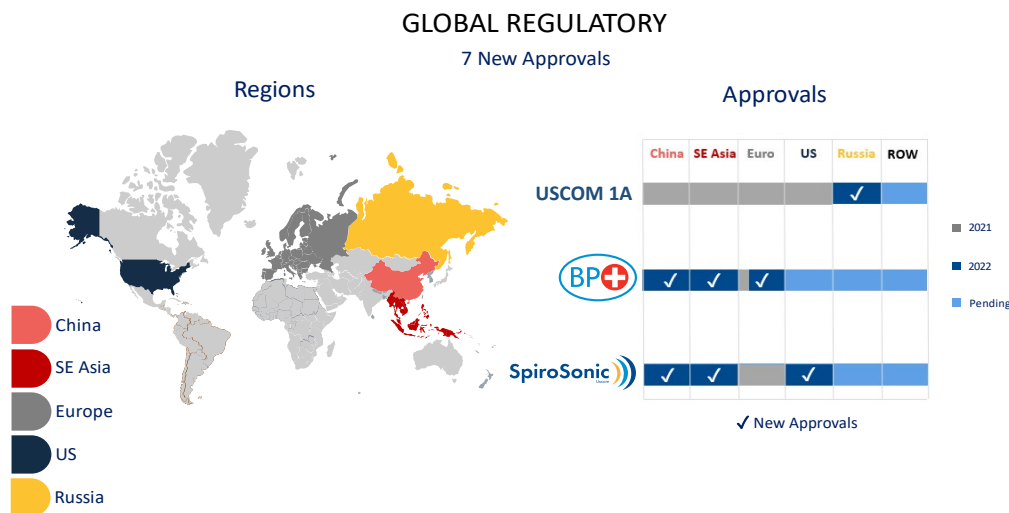 GLOBAL REGULATORY
7 New Approvals
Regions
China
SE Asia
Europe
US
Russia
Approvals
China SE Asia Euro US Russia ROW
USCOM 1A
BP
SpiroSonic
Uscom
✓ New Approvals
2021
2022
Pending